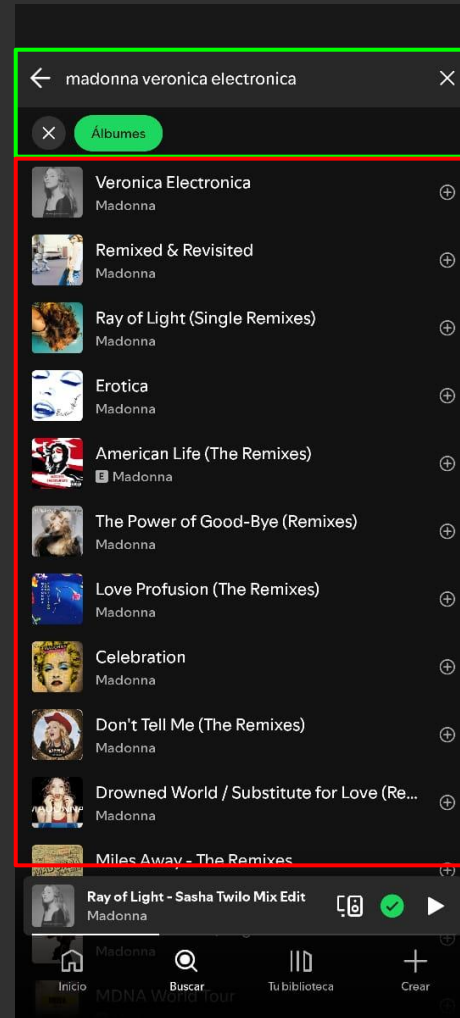 madonna veronica electronica
Álbumes
Veronica Electronica
Madonna
Remixed & Revisited
Madonna
Ray of Light (Single Remixes)
Madonna
Erotica
Madonna
American Life (The Remixes)
E Madonna
The Power of Good-Bye (Remixes)
Madonna
Love Profusion (The Remixes)
Madonna
Celebration
Madonna
Don't Tell Me (The Remixes)
Madonna
Drowned World / Substitute for Love (Re...
Madonna
Miles Away - The Remixes
Ray of Light - Sasha Twilo Mix Edit
Madonna
Madonna
Inicio
Buscar
Tu biblioteca
Crear
MDNA World Tour